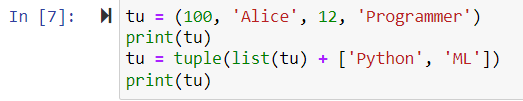 In [7]: tu = (100, 'Alice', 12, 'Programmer')
print(tu)
tu = tuple(list(tu) + ['Python', 'ML'])
print(tu)